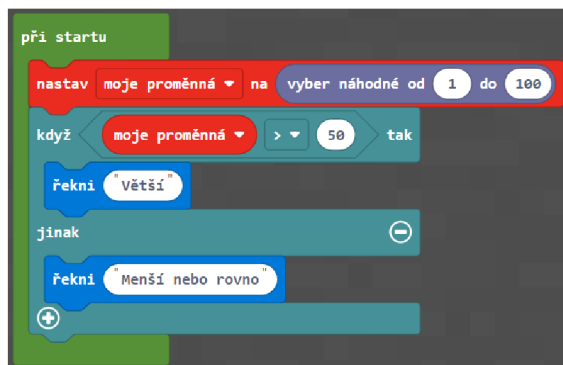 při startu
nastav moje proměnná na vyber náhodné od 1 do 100
když moje proměnná > 50 tak
řekni "Větší"
jinak
řekni "Menší nebo rovno"